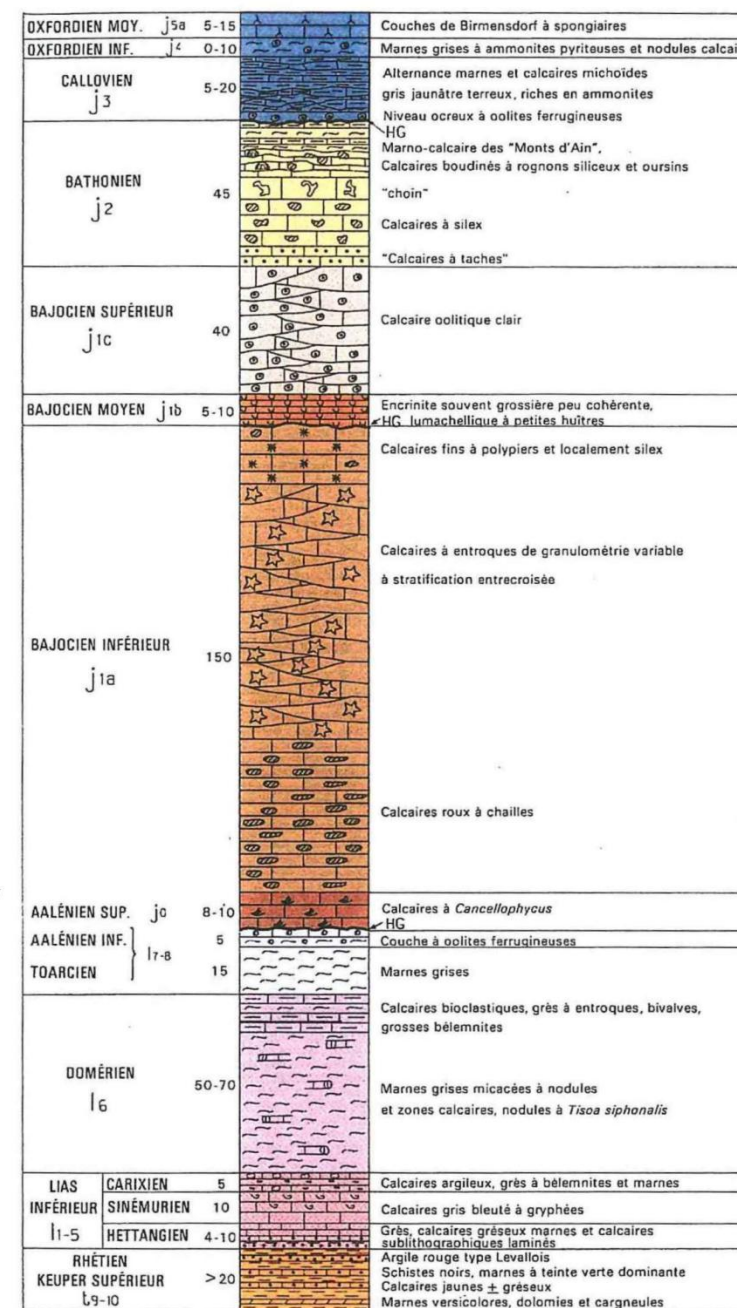 OXFORDIEN MOY. j5a 5-15 Couches de Birmensdorf à spongiaires
OXFORDIEN INF. j4 0-10 Marnes grises à ammonites pyriteuses et nodules calcai
CALLOVIEN
j3
5-20
Alternance marnes et calcaires michoïdes
gris jaunâtre terreux, riches en ammonites
Niveau ocreux à oolites ferrugineuses
HG
BATHONIEN
j2
45
Marno-calcaire des "Monts d'Ain",
Calcaires boudinés à rognons siliceux et oursins
"choin"
Calcaires à silex
"Calcaires à taches"
BAJOCIEN SUPÉRIEUR
j1c
40
Calcaire oolitique clair
BAJOCIEN MOYEN j1b 5-10 Encrinite souvent grossière peu cohérente,
HG lumachellique à petites huîtres
BAJOCIEN INFÉRIEUR
j1a
150
Calcaires fins à polypiers et localement silex
Calcaires à entroques de granulométrie variable
à stratification entrecroisée
Calcaires roux à chailles
AALÉNIEN SUP. j0 8-10 Calcaires à Cancellophycus
HG
AALÉNIEN INF. 5 Couche à oolites ferrugineuses
l7-8
TOARCIEN 15 Marnes grises
DOMÉRIEN
l6
50-70
Calcaires bioclastiques, grès à entroques, bivalves,
grosses bélemnites
Marnes grises micacées à nodules
et zones calcaires, nodules à Tisoa siphonalis
LIAS
INFÉRIEUR
l1-5
CARIXIEN 5 Calcaires argileux, grès à bélemnites et marnes
SINÉMURIEN 10 Calcaires gris bleuté à gryphées
HETTANGIEN 4-10 Grès, calcaires gréseux marnes et calcaires
sublithographiques laminés
RHÉTIEN
KEUPER SUPÉRIEUR
t9-10
>20
Argile rouge type Levallois
Schistes noirs, marnes à teinte verte dominante
Calcaires jaunes ± gréseux
Marnes versicolores, dolomies et cargneules